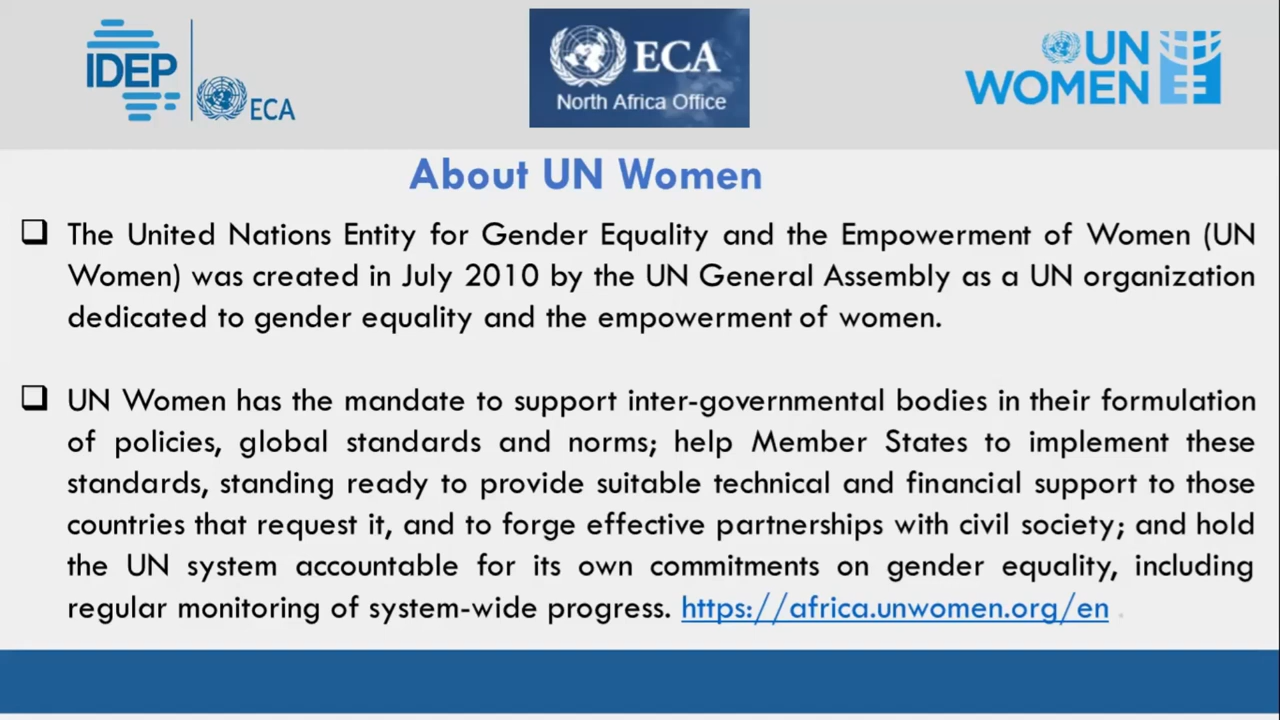 IDEP
ECA
ECA
North Africa Office
UN
WOMEN
About UN Women
The United Nations Entity for Gender Equality and the Empowerment of Women (UN
Women) was created in July 2010 by the UN General Assembly as a UN organization
dedicated to gender equality and the empowerment of women.
UN Women has the mandate to support inter-governmental bodies in their formulation
of policies, global standards and norms; help Member States to implement these
standards, standing ready to provide suitable technical and financial support to those
countries that request it, and to forge effective partnerships with civil society; and hold
the UN system accountable for its own commitments on gender equality, including
regular monitoring of system-wide progress. https://africa.unwomen.org/en .